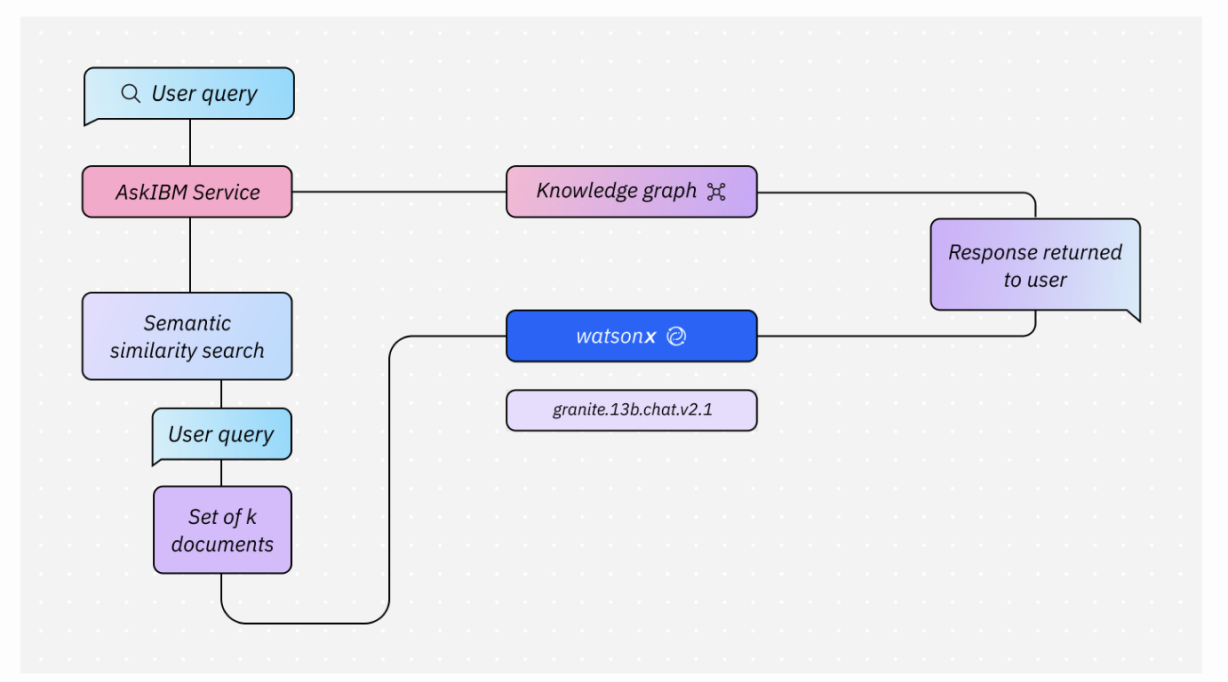 User query
AskIBM Service
Knowledge graph
Response returned
to user
Semantic
similarity search
watsonx
granite.13b.chat.v2.1
User query
Set of k
documents